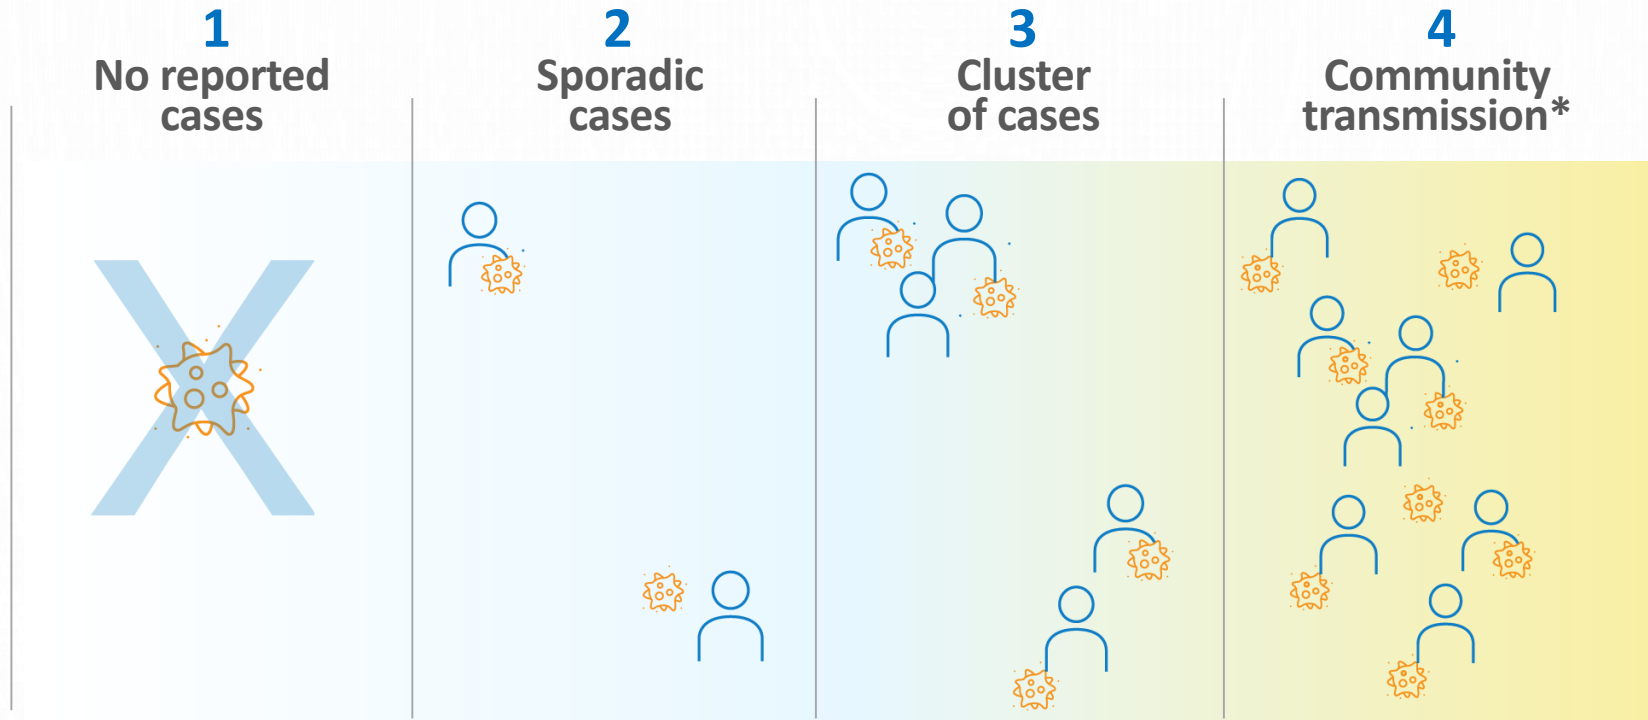 1
No reported
cases
2
Sporadic
cases
3
Cluster
of cases
4
Community
transmission*